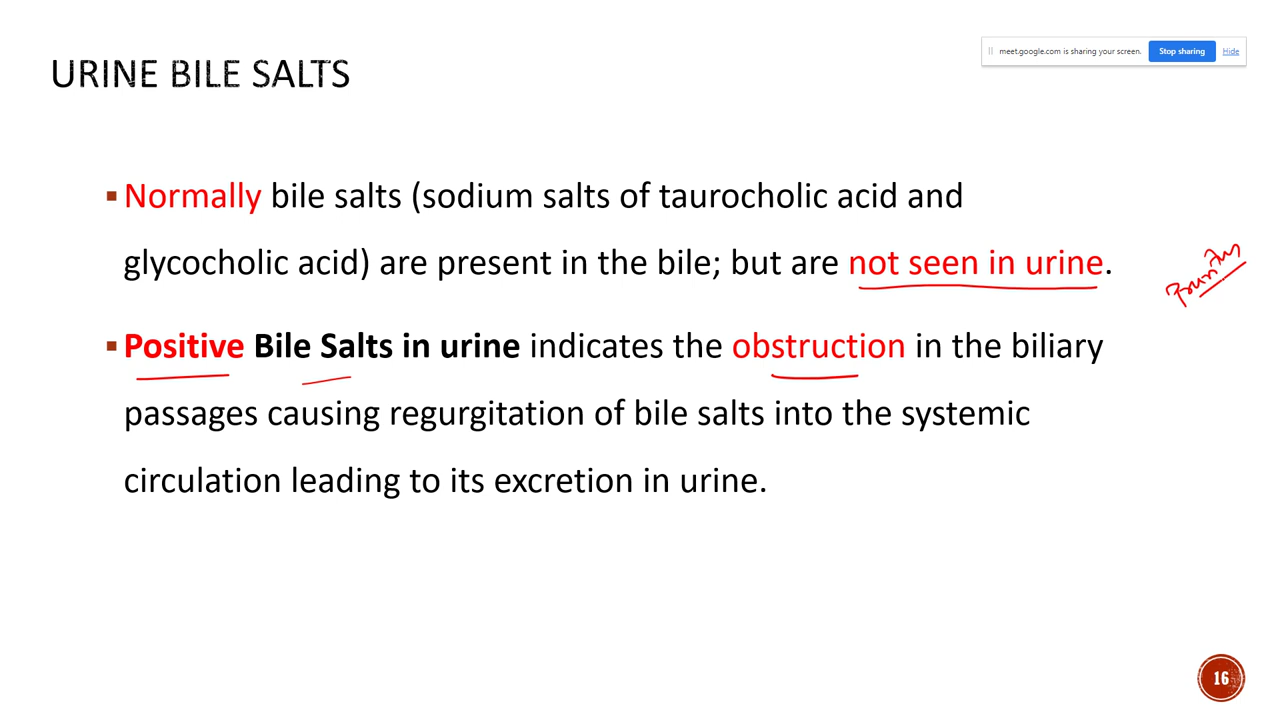 meet.google.com is sharing your screen. Stop sharing Hide
URINE BILE SALTS
▪ Normally bile salts (sodium salts of taurocholic acid and
glycocholic acid) are present in the bile; but are not seen in urine.
▪ Positive Bile Salts in urine indicates the obstruction in the biliary
passages causing regurgitation of bile salts into the systemic
circulation leading to its excretion in urine.
16